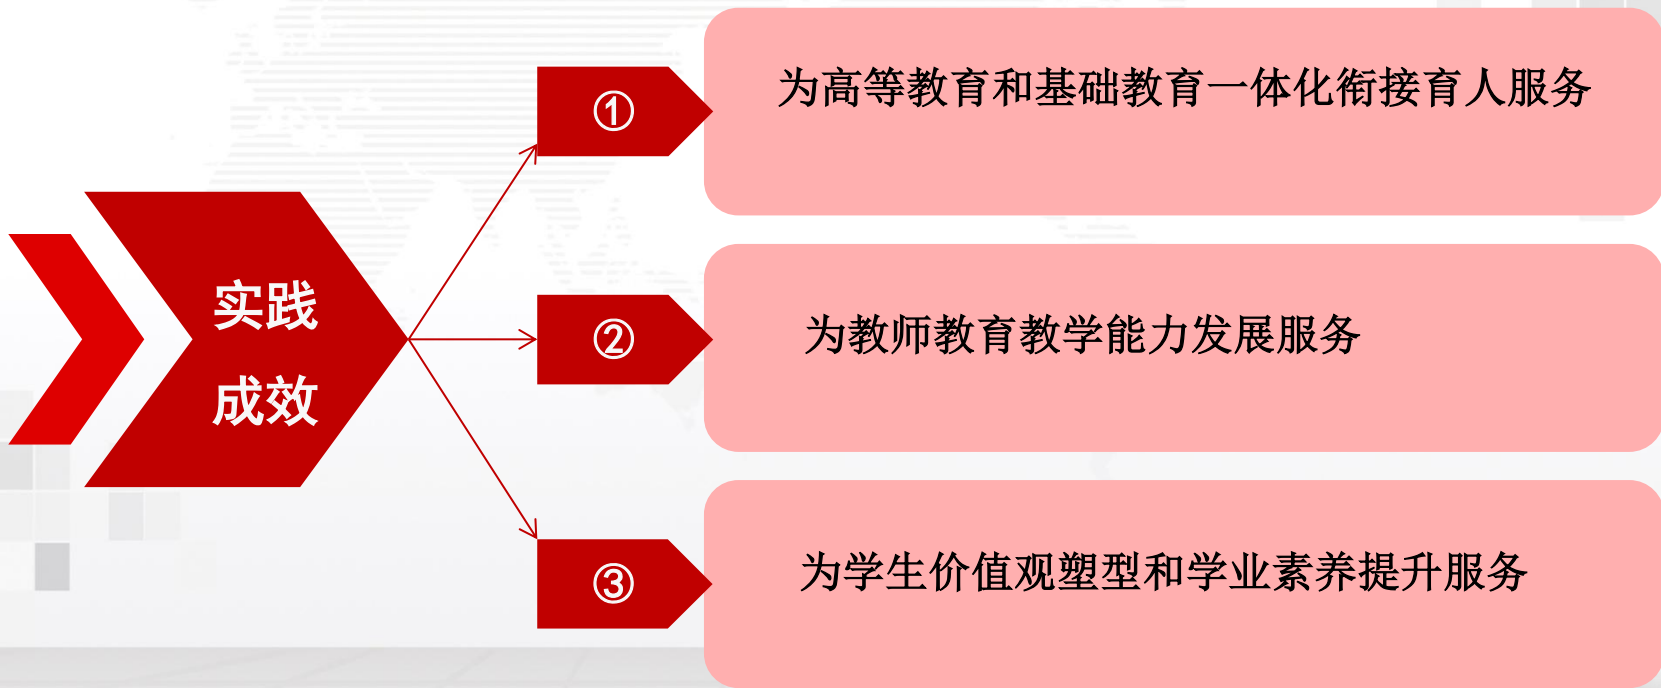 实践
成效
①
为高等教育和基础教育一体化衔接育人服务
②
为教师教育教学能力发展服务
③
为学生价值观塑型和学业素养提升服务